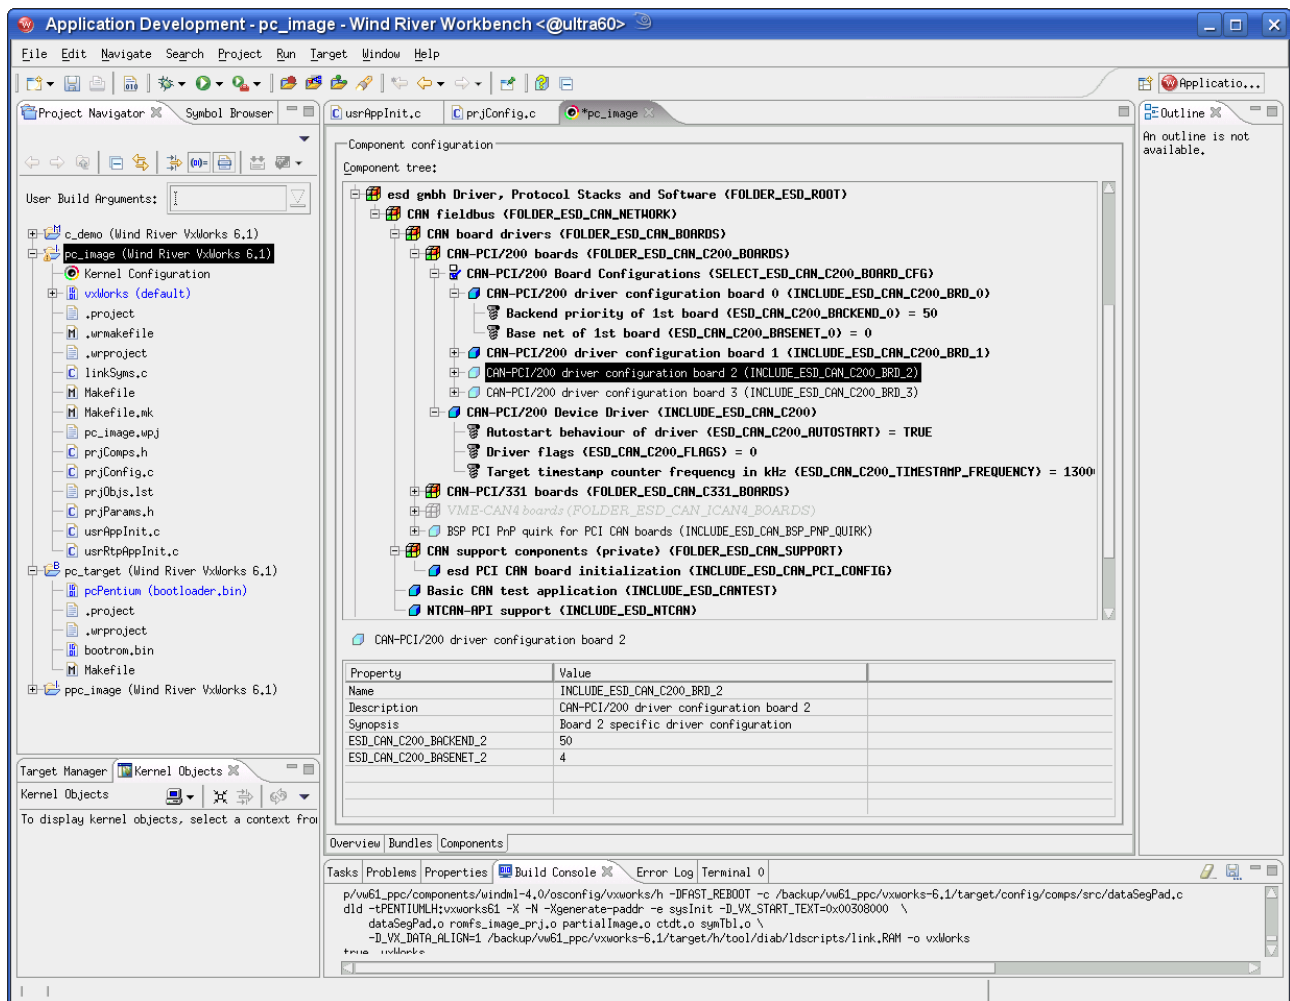 Application Development - pc_image - Wind River Workbench <@ultra60>
File Edit Navigate Search Project Run Target Window Help
Applicatio...
Project Navigator Symbol Browser
usrAppInit.c prjConfig.c *pc_image
Outline
An outline is not available.
User Build Arguments:
c_demo (Wind River VxWorks 6.1)
pc_image (Wind River VxWorks 6.1)
Kernel Configuration
vxWorks (default)
.project
.wrmakefile
.wrproject
linkSyms.c
Makefile
Makefile.mk
pc_image.wpj
prjComps.h
prjConfig.c
prjObjs.lst
prjParams.h
usrAppInit.c
usrRtpAppInit.c
pc_target (Wind River VxWorks 6.1)
pcPentium (bootloader.bin)
.project
.wrproject
bootrom.bin
Makefile
ppc_image (Wind River VxWorks 6.1)
Component configuration
Component tree:
esd gmbh Driver, Protocol Stacks and Software (FOLDER_ESD_ROOT)
CAN fieldbus (FOLDER_ESD_CAN_NETWORK)
CAN board drivers (FOLDER_ESD_CAN_BOARDS)
CAN-PCI/200 boards (FOLDER_ESD_CAN_C200_BOARDS)
CAN-PCI/200 Board Configurations (SELECT_ESD_CAN_C200_BOARD_CFG)
CAN-PCI/200 driver configuration board 0 (INCLUDE_ESD_CAN_C200_BRD_0)
Backend priority of 1st board (ESD_CAN_C200_BACKEND_0) = 50
Base net of 1st board (ESD_CAN_C200_BASENET_0) = 0
CAN-PCI/200 driver configuration board 1 (INCLUDE_ESD_CAN_C200_BRD_1)
CAN-PCI/200 driver configuration board 2 (INCLUDE_ESD_CAN_C200_BRD_2)
CAN-PCI/200 driver configuration board 3 (INCLUDE_ESD_CAN_C200_BRD_3)
CAN-PCI/200 Device Driver (INCLUDE_ESD_CAN_C200)
Autostart behaviour of driver (ESD_CAN_C200_AUTOSTART) = TRUE
Driver flags (ESD_CAN_C200_FLAGS) = 0
Target timestamp counter frequency in kHz (ESD_CAN_C200_TIMESTAMP_FREQUENCY) = 1300
CAN-PCI/331 boards (FOLDER_ESD_CAN_C331_BOARDS)
VME-CAN4 boards (FOLDER_ESD_CAN_ICAN4_BOARDS)
BSP PCI PnP quirk for PCI CAN boards (INCLUDE_ESD_CAN_BSP_PNP_QUIRK)
CAN support components (private) (FOLDER_ESD_CAN_SUPPORT)
esd PCI CAN board initialization (INCLUDE_ESD_CAN_PCI_CONFIG)
Basic CAN test application (INCLUDE_ESD_CANTEST)
NTCAN-API support (INCLUDE_ESD_NTCAN)
CAN-PCI/200 driver configuration board 2
Property Value
Name INCLUDE_ESD_CAN_C200_BRD_2
Description CAN-PCI/200 driver configuration board 2
Synopsis Board 2 specific driver configuration
ESD_CAN_C200_BACKEND_2 50
ESD_CAN_C200_BASENET_2 4
Overview Bundles Components
Target Manager Kernel Objects
Kernel Objects
To display kernel objects, select a context fro
Tasks Problems Properties Build Console Error Log Terminal 0
p/vw61_ppc/components/windml-4.0/osconfig/vxworks/h -DFAST_REBOOT -c /backup/vw61_ppc/vxworks-6.1/target/config/comps/src/dataSegPad.c
dld -tPENTIUMLH:vxworks61 -X -N -Xgenerate-paddr -e sysInit -D_VX_START_TEXT=0x00308000 \
dataSegPad.o romfs_image_prj.o partialImage.o ctdt.o symTbl.o \
-D_VX_DATA_ALIGN=1 /backup/vw61_ppc/vxworks-6.1/target/h/tool/diab/ldscripts/link.RAM -o vxWorks
true vxWorks